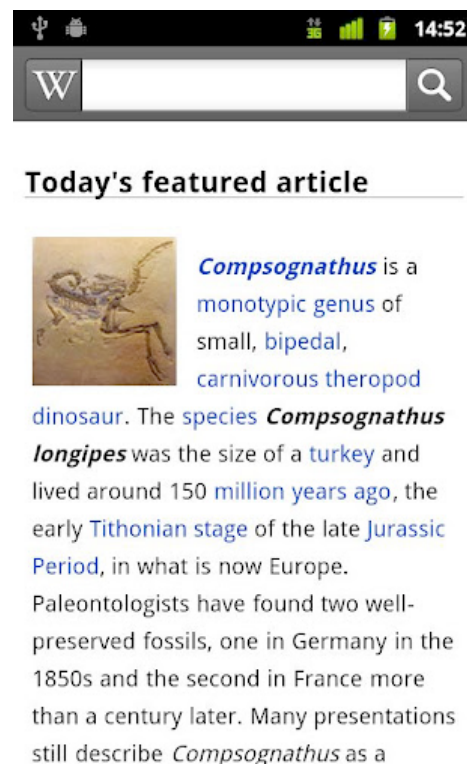 3G 14:52
W
Today's featured article
Compsognathus is a
monotypic genus of
small, bipedal,
carnivorous theropod
dinosaur. The species Compsognathus
longipes was the size of a turkey and
lived around 150 million years ago, the
early Tithonian stage of the late Jurassic
Period, in what is now Europe.
Paleontologists have found two well-
preserved fossils, one in Germany in the
1850s and the second in France more
than a century later. Many presentations
still describe Compsognathus as a